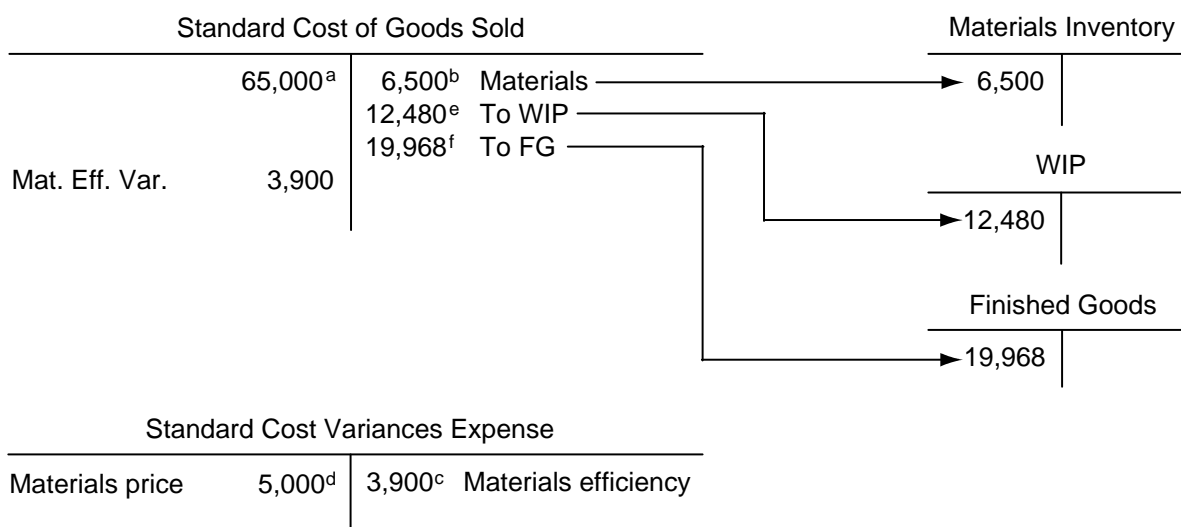 Standard Cost of Goods Sold
65,000ᵃ 6,500ᵇ Materials
12,480ᵉ To WIP
19,968ᶠ To FG
Mat. Eff. Var. 3,900
Materials Inventory
6,500
WIP
12,480
Finished Goods
19,968
Standard Cost Variances Expense
Materials price 5,000ᵈ 3,900ᶜ Materials efficiency